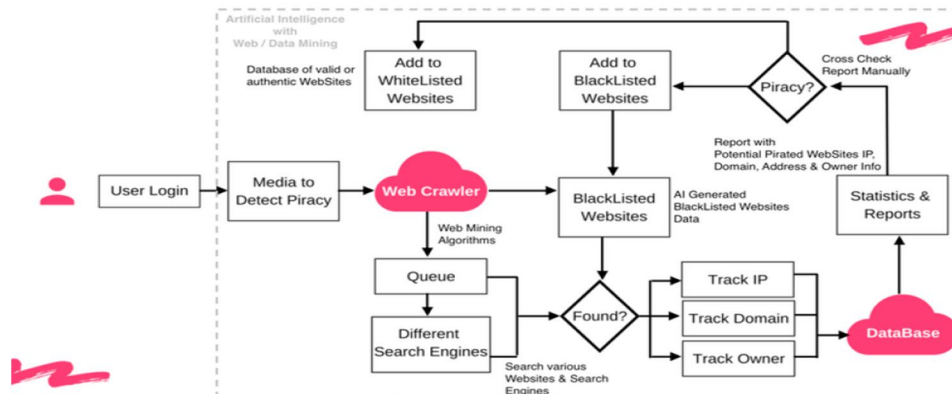 Artificial Intelligence
with
Web / Data Mining
Database of valid or
authentic WebSites
Add to
WhiteListed
Websites
Add to
BlackListed
Websites
Piracy?
Cross Check
Report Manually
Report with
Potential Pirated WebSites IP,
Domain, Address & Owner Info
User Login
Media to
Detect Piracy
Web Crawler
BlackListed
Websites
AI Generated
BlackListed Websites
Data
Statistics &
Reports
Web Mining
Algorithms
Queue
Different
Search Engines
Found?
Search various
Websites & Search
Engines
Track IP
Track Domain
Track Owner
DataBase